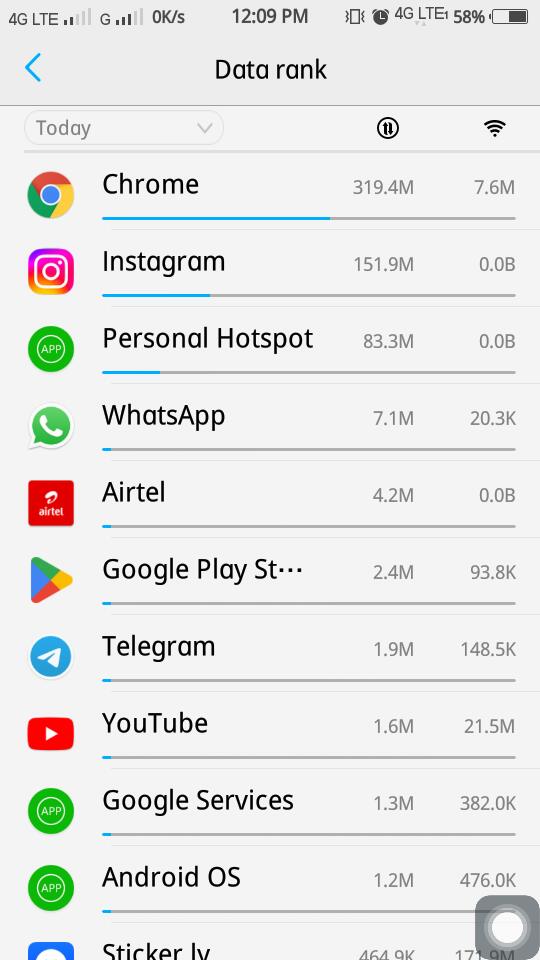 4G LTE G 0K/s 12:09 PM 4G LTE1 58%
Data rank
Today
Chrome 319.4M 7.6M
Instagram 151.9M 0.0B
APP Personal Hotspot 83.3M 0.0B
WhatsApp 7.1M 20.3K
airtel Airtel 4.2M 0.0B
Google Play St··· 2.4M 93.8K
Telegram 1.9M 148.5K
YouTube 1.6M 21.5M
APP Google Services 1.3M 382.0K
APP Android OS 1.2M 476.0K
Sticker ly 464.9K 171.9M